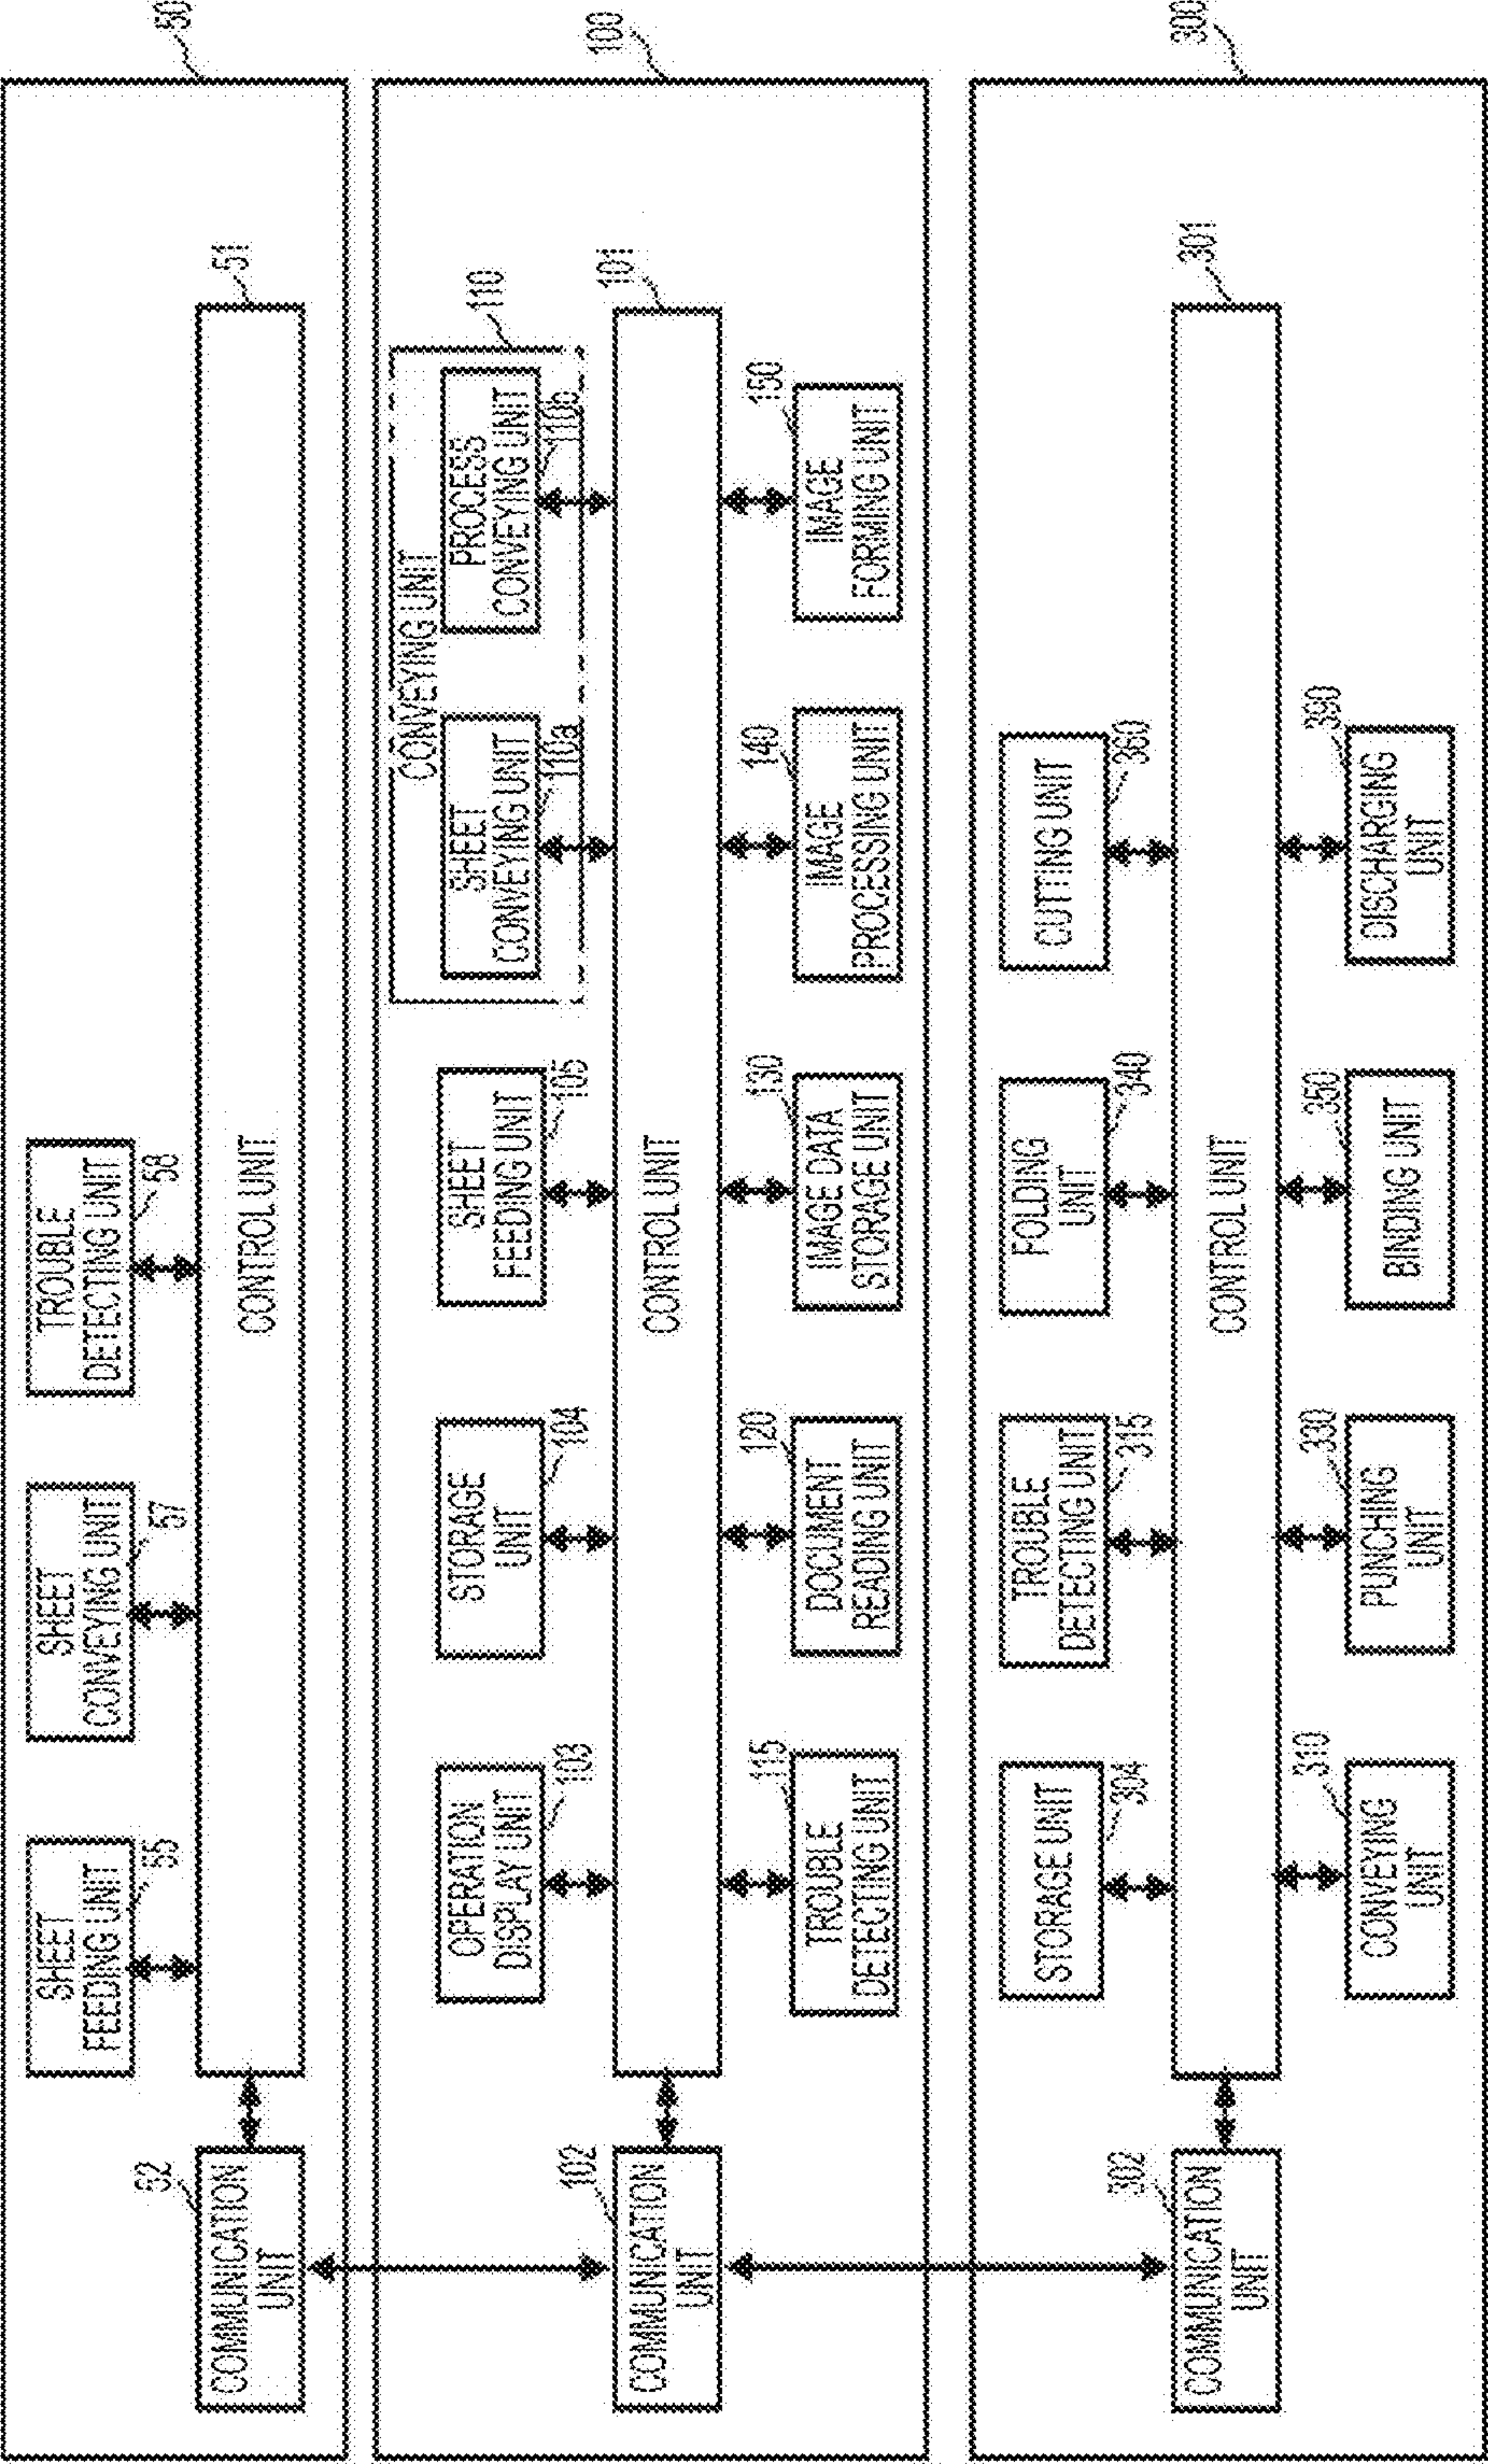 50
SHEET
FEEDING UNIT
55
SHEET
CONVEYING UNIT
57
TROUBLE
DETECTING UNIT
58
52
COMMUNICATION
UNIT
CONTROL UNIT
51
100
CONVEYING UNIT
110
OPERATION
DISPLAY UNIT
103
STORAGE
UNIT
104
SHEET
FEEDING UNIT
105
SHEET
CONVEYING UNIT
110a
PROCESS
CONVEYING UNIT
110b
102
COMMUNICATION
UNIT
CONTROL UNIT
101
115
TROUBLE
DETECTING UNIT
120
DOCUMENT
READING UNIT
130
IMAGE DATA
STORAGE UNIT
140
IMAGE
PROCESSING UNIT
150
IMAGE
FORMING UNIT
300
STORAGE UNIT
304
TROUBLE
DETECTING UNIT
315
FOLDING
UNIT
340
CUTTING UNIT
360
302
COMMUNICATION
UNIT
CONTROL UNIT
301
310
CONVEYING
UNIT
330
PUNCHING
UNIT
350
BINDING UNIT
390
DISCHARGING
UNIT